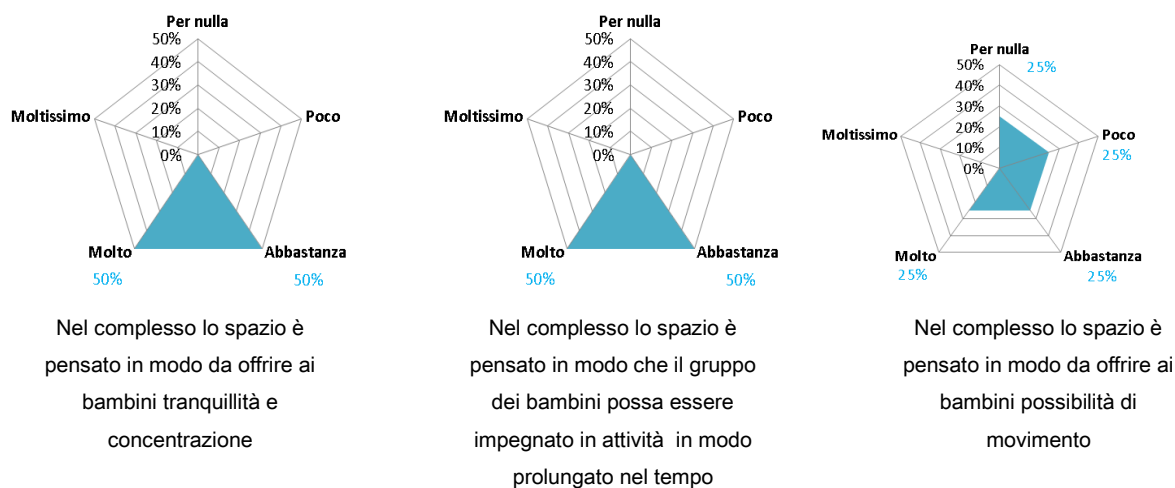 Per nulla
50%
40%
30%
20%
10%
0%
Moltissimo
Poco
Molto
Abbastanza
50%
50%
Nel complesso lo spazio è
pensato in modo da offrire ai
bambini tranquillità e
concentrazione
Per nulla
50%
40%
30%
20%
10%
0%
Moltissimo
Poco
Molto
Abbastanza
50%
50%
Nel complesso lo spazio è
pensato in modo che il gruppo
dei bambini possa essere
impegnato in attività in modo
prolungato nel tempo
Per nulla
25%
50%
40%
30%
20%
10%
0%
Moltissimo
Poco
25%
Molto
25%
Abbastanza
25%
Nel complesso lo spazio è
pensato in modo da offrire ai
bambini possibilità di
movimento